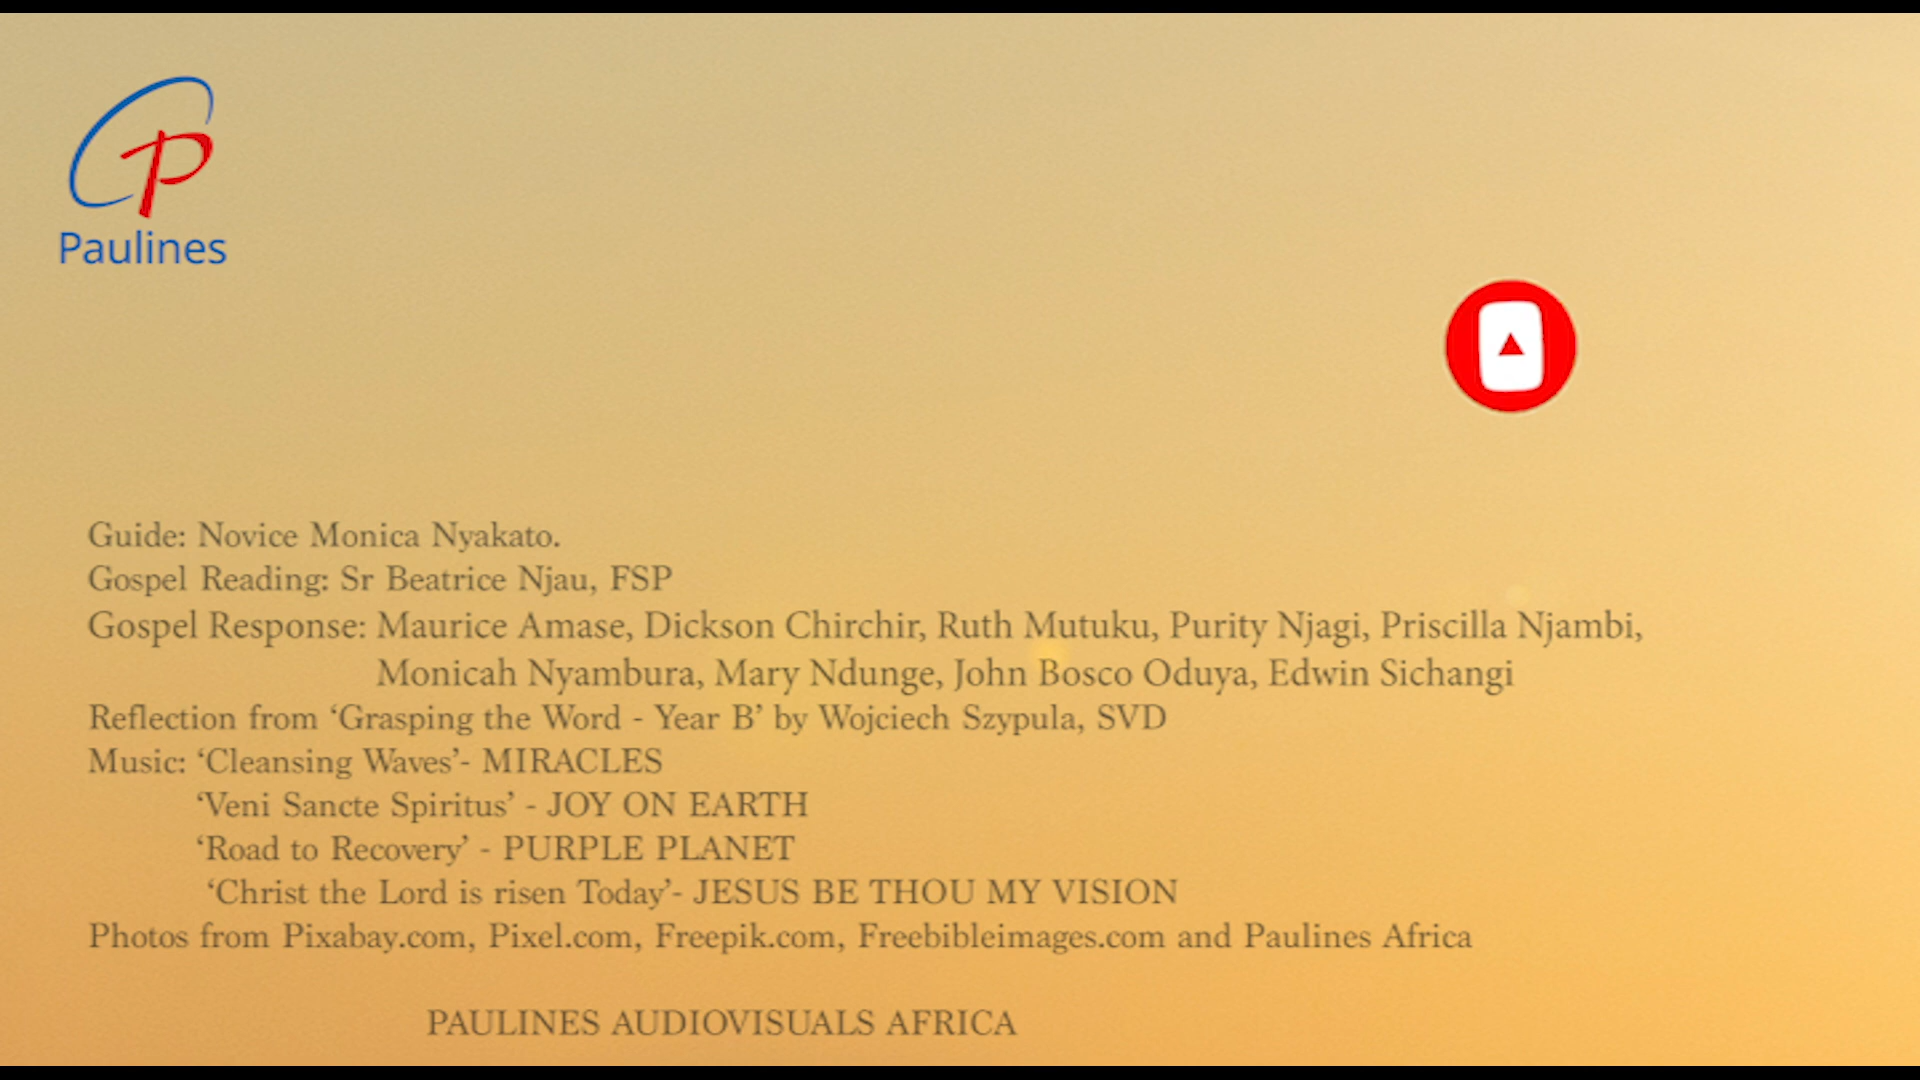 Paulines
Guide: Novice Monica Nyakato.
Gospel Reading: Sr Beatrice Njau, FSP
Gospel Response: Maurice Amase, Dickson Chirchir, Ruth Mutuku, Purity Njagi, Priscilla Njambi,
Monicah Nyambura, Mary Ndunge, John Bosco Oduya, Edwin Sichangi
Reflection from ‘Grasping the Word - Year B’ by Wojciech Szypula, SVD
Music: ‘Cleansing Waves’- MIRACLES
‘Veni Sancte Spiritus’ - JOY ON EARTH
‘Road to Recovery’ - PURPLE PLANET
‘Christ the Lord is risen Today’- JESUS BE THOU MY VISION
Photos from Pixabay.com, Pixel.com, Freepik.com, Freebibleimages.com and Paulines Africa
PAULINES AUDIOVISUALS AFRICA